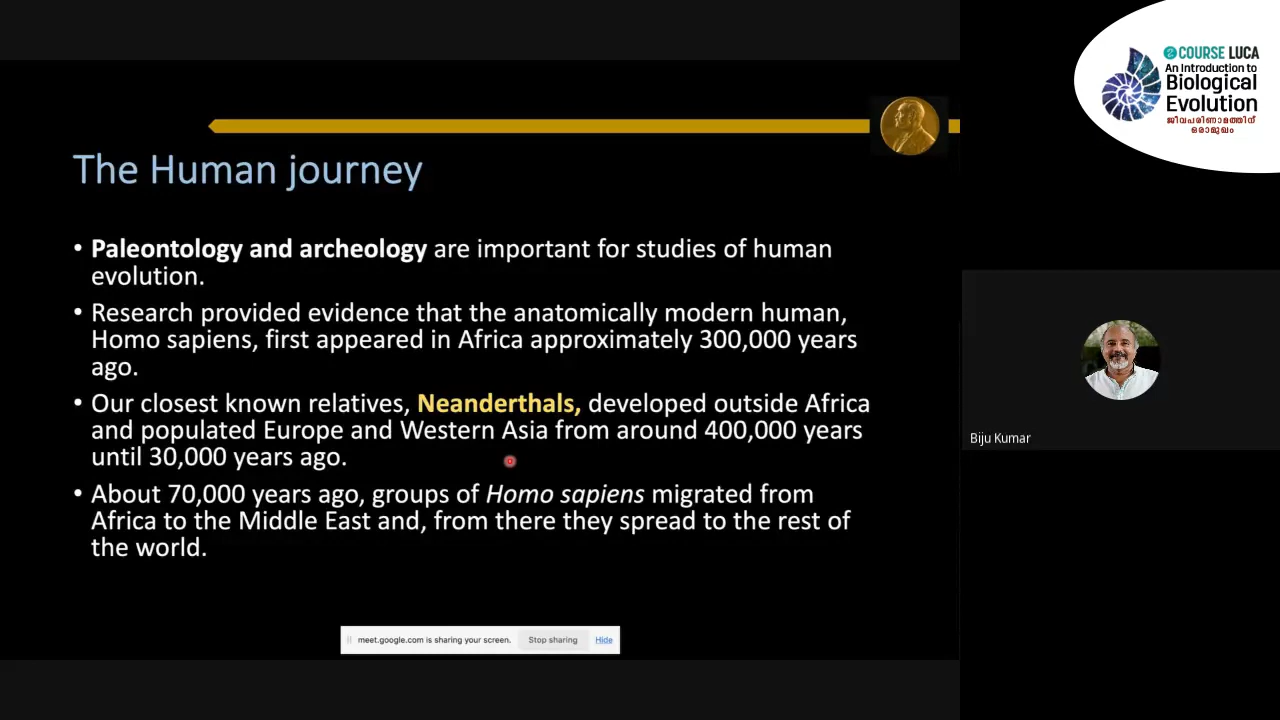 COURSE LUCA
An Introduction to
Biological
Evolution
ജീവപരിണാമത്തിന്
ഒരാമുഖം
The Human journey
• Paleontology and archeology are important for studies of human
evolution.
• Research provided evidence that the anatomically modern human,
Homo sapiens, first appeared in Africa approximately 300,000 years
ago.
• Our closest known relatives, Neanderthals, developed outside Africa
and populated Europe and Western Asia from around 400,000 years
until 30,000 years ago.
• About 70,000 years ago, groups of Homo sapiens migrated from
Africa to the Middle East and, from there they spread to the rest of
the world.
Biju Kumar
meet.google.com is sharing your screen. Stop sharing Hide